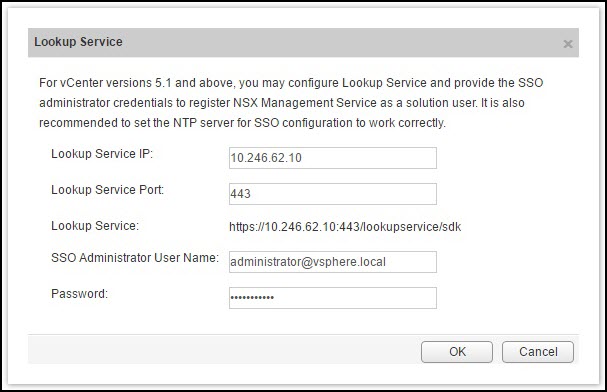 Lookup Service
For vCenter versions 5.1 and above, you may configure Lookup Service and provide the SSO
administrator credentials to register NSX Management Service as a solution user. It is also
recommended to set the NTP server for SSO configuration to work correctly.
Lookup Service IP: 10.246.62.10
Lookup Service Port: 443
Lookup Service: https://10.246.62.10:443/lookupservice/sdk
SSO Administrator User Name: administrator@vsphere.local
Password: •••••••••••
OK Cancel